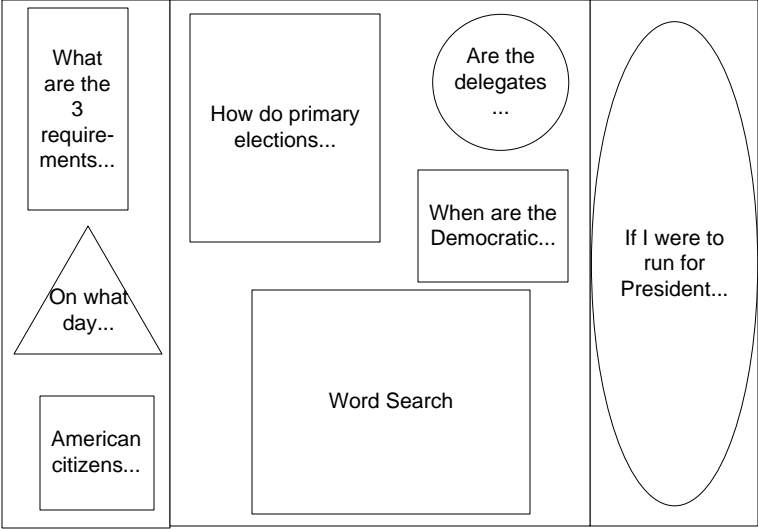 What
are the
3
require-
ments...
On what
day...
American
citizens...
How do primary
elections...
Are the
delegates
...
When are the
Democratic...
Word Search
If I were to
run for
President...